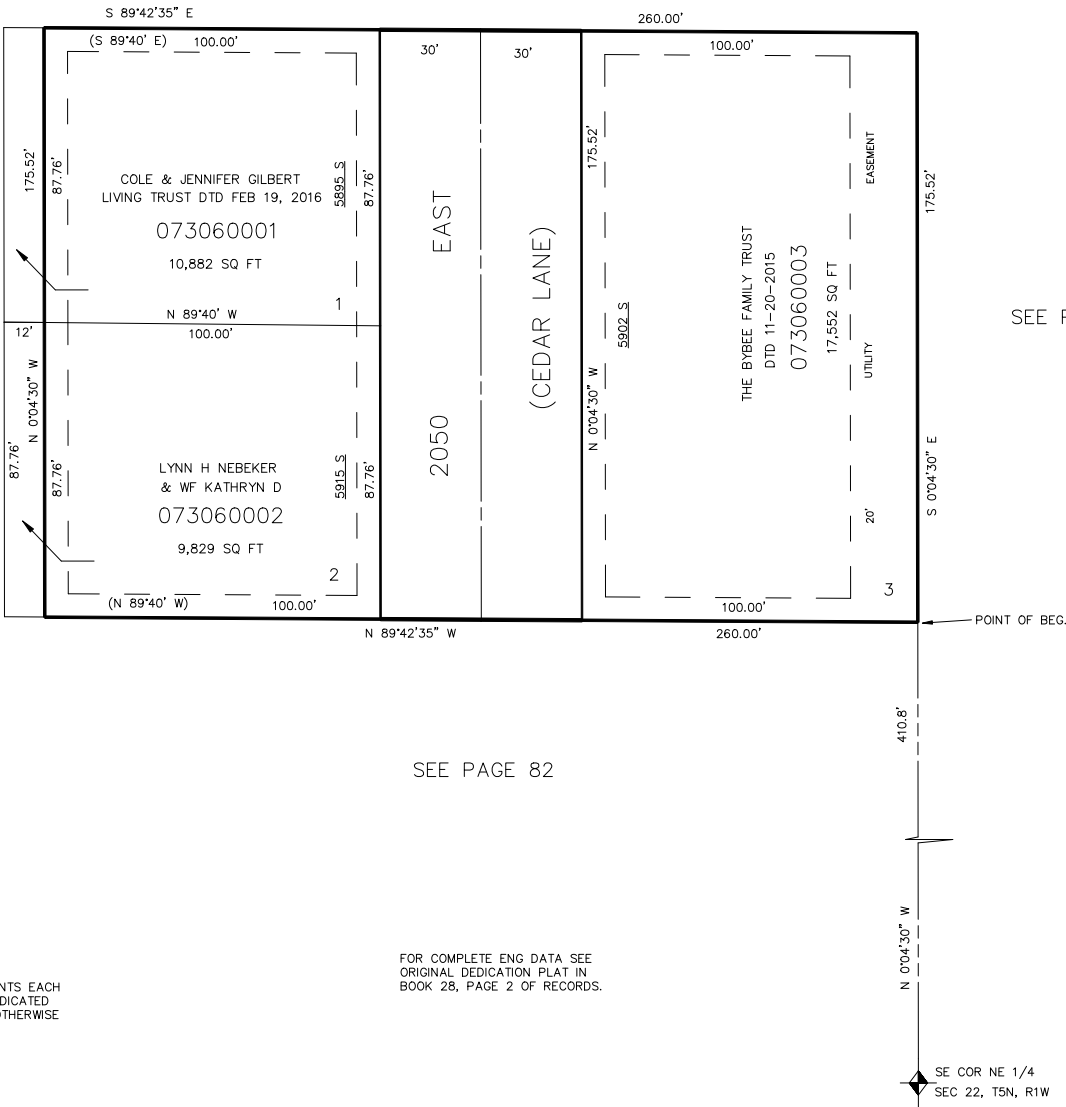 S 89°42'35" E
260.00'
(S 89°40' E) 100.00'
30'
30'
100.00'
175.52'
87.76'
COLE & JENNIFER GILBERT
LIVING TRUST DTD FEB 19, 2016
073060001
10,882 SQ FT
5895 S
87.76'
1
N 89°40' W
100.00'
12'
N 0°04'30" W
87.76'
87.76'
LYNN H NEBEKER
& WF KATHRYN D
073060002
9,829 SQ FT
5915 S
87.76'
2
(N 89°40' W) 100.00'
2050 EAST
(CEDAR LANE)
175.52'
5902 S
N 0°04'30" W
THE BYBEE FAMILY TRUST
DTD 11-20-2015
073060003
17,552 SQ FT
20' UTILITY EASEMENT
175.52'
S 0°04'30" E
SEE
100.00'
3
N 89°42'35" W
260.00'
POINT OF BEG.
410.8'
SEE PAGE 82
N 0°04'30" W
FOR COMPLETE ENG DATA SEE
ORIGINAL DEDICATION PLAT IN
BOOK 28, PAGE 2 OF RECORDS.
NTS EACH
DICATED
OTHERWISE
SE COR NE 1/4
SEC 22, T5N, R1W